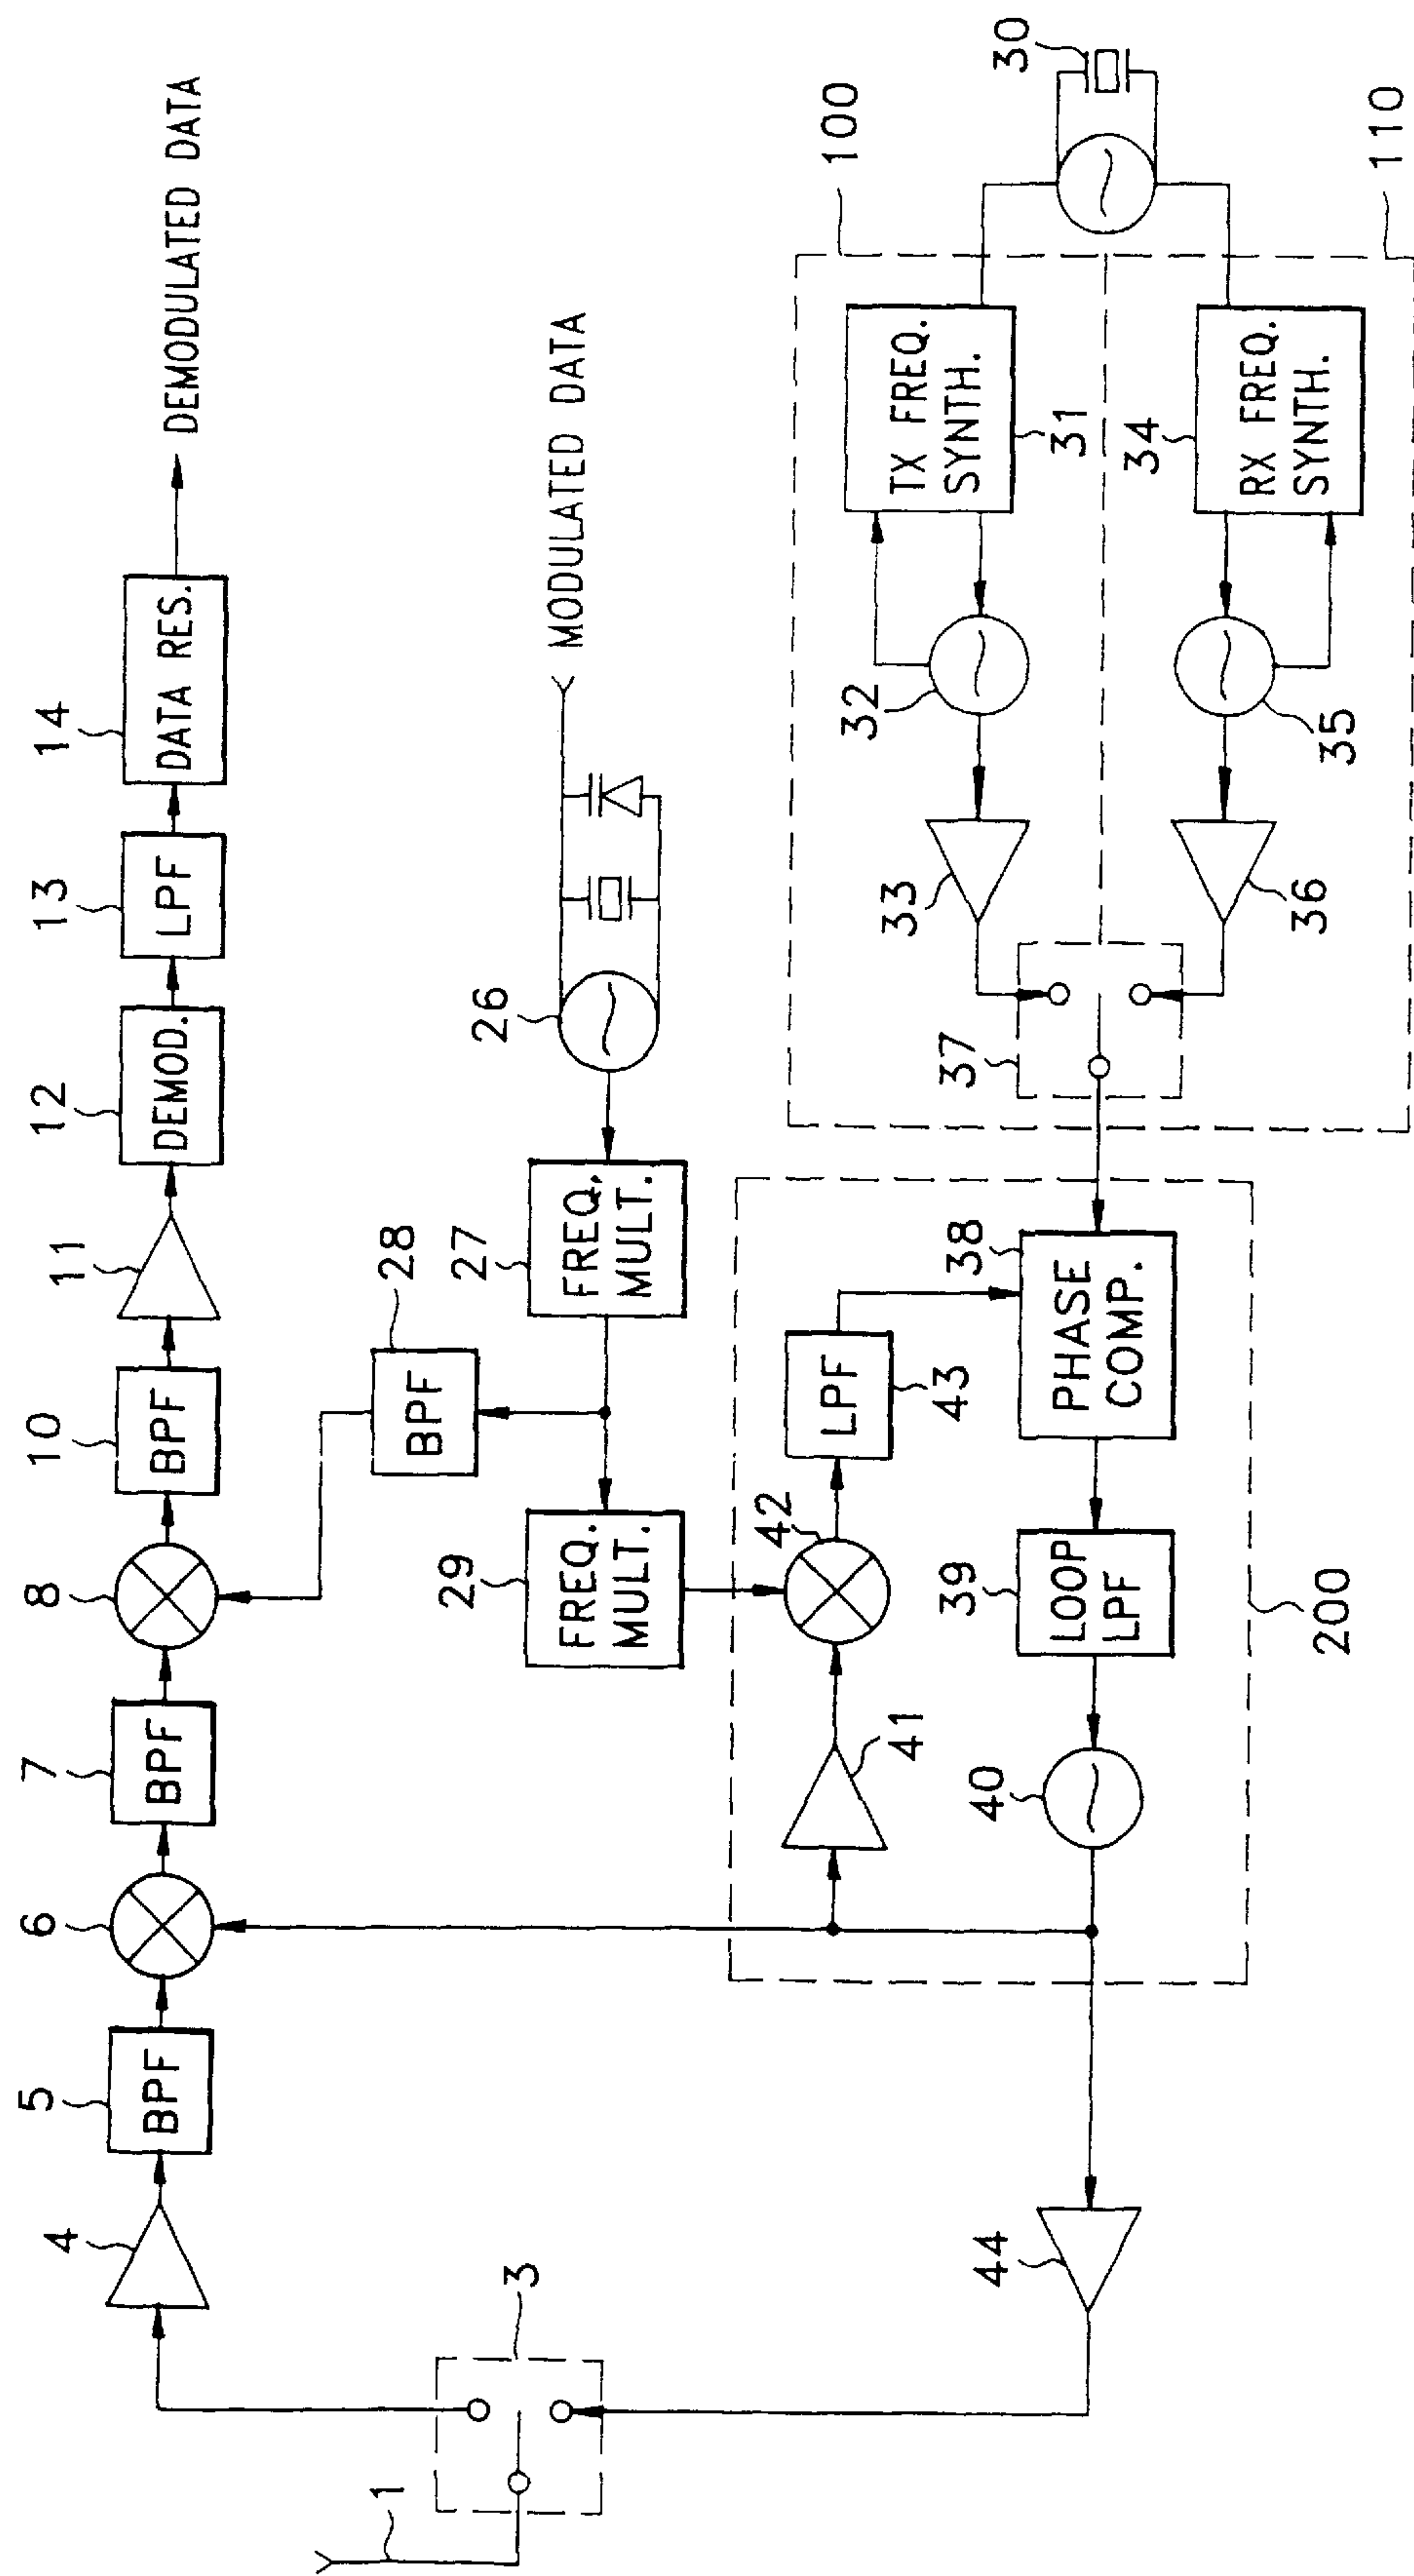 1
3
4
5
BPF
6
7
BPF
8
10
BPF
11
12
DEMOD.
13
LPF
14
DATA RES.
DEMODULATED DATA
MODULATED DATA
26
27
FREQ.
MULT.
28
BPF
29
FREQ.
MULT.
30
100
110
TX FREQ.
SYNTH.
31
32
33
34
RX FREQ.
SYNTH.
35
36
37
38
PHASE
COMP.
39
LOOP
LPF
40
41
42
43
LPF
200
44